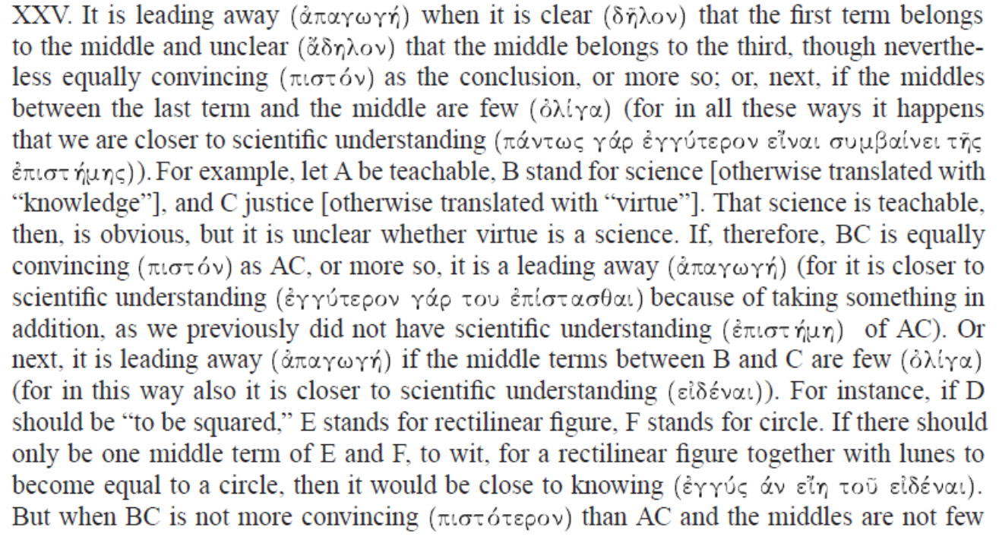 XXV. It is leading away (ἀπαγωγή) when it is clear (δῆλον) that the first term belongs
to the middle and unclear (ἄδηλον) that the middle belongs to the third, though neverthe-
less equally convincing (πιστόν) as the conclusion, or more so; or, next, if the middles
between the last term and the middle are few (ὀλίγα) (for in all these ways it happens
that we are closer to scientific understanding (πάντως γάρ ἐγγύτερον εἶναι συμβαίνει τῆς
ἐπιστήμης)). For example, let A be teachable, B stand for science [otherwise translated with
“knowledge”], and C justice [otherwise translated with “virtue”]. That science is teachable,
then, is obvious, but it is unclear whether virtue is a science. If, therefore, BC is equally
convincing (πιστόν) as AC, or more so, it is a leading away (ἀπαγωγή) (for it is closer to
scientific understanding (ἐγγύτερον γάρ του ἐπίστασθαι) because of taking something in
addition, as we previously did not have scientific understanding (ἐπιστήμη) of AC). Or
next, it is leading away (ἀπαγωγή) if the middle terms between B and C are few (ὀλίγα)
(for in this way also it is closer to scientific understanding (εἰδέναι)). For instance, if D
should be “to be squared,” E stands for rectilinear figure, F stands for circle. If there should
only be one middle term of E and F, to wit, for a rectilinear figure together with lunes to
become equal to a circle, then it would be close to knowing (ἐγγύς ἄν εἴη τοῦ εἰδέναι).
But when BC is not more convincing (πιστότερον) than AC and the middles are not few